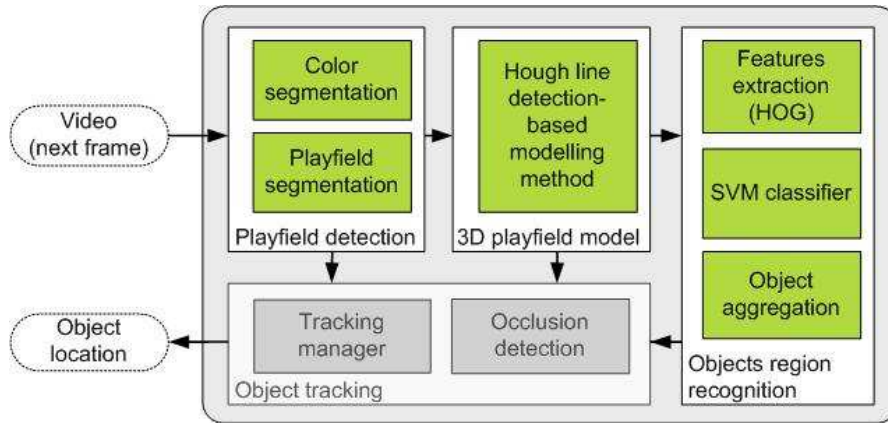 Video
(next frame)
Color
segmentation
Playfield
segmentation
Playfield detection
Hough line
detection-
based
modelling
method
3D playfield model
Features
extraction
(HOG)
SVM classifier
Object
aggregation
Objects region
recognition
Object
location
Tracking
manager
Occlusion
detection
Object tracking